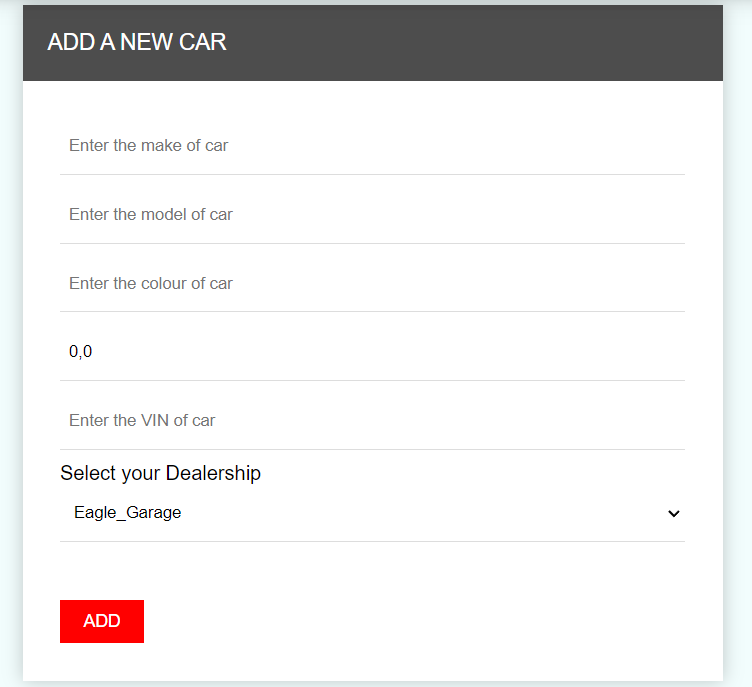 ADD A NEW CAR
Enter the make of car
Enter the model of car
Enter the colour of car
0,0
Enter the VIN of car
Select your Dealership
Eagle_Garage
ADD